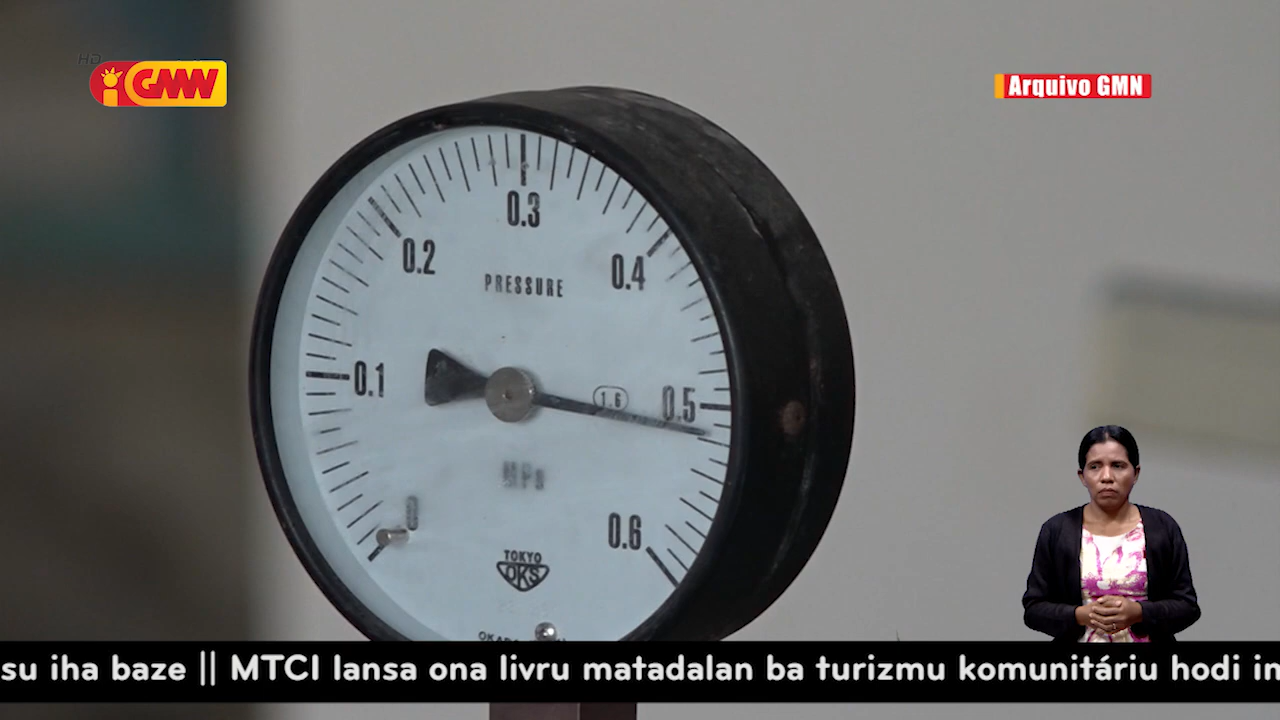 HD
GMN
Arquivo GMN
0.3
0.2
0.4
PRESSURE
0.1
1.6
0.5
MPa
0
0.6
TOKYO
OKS
su iha baze || MTCI lansa ona livru matadalan ba turizmu komunitáriu hodi in